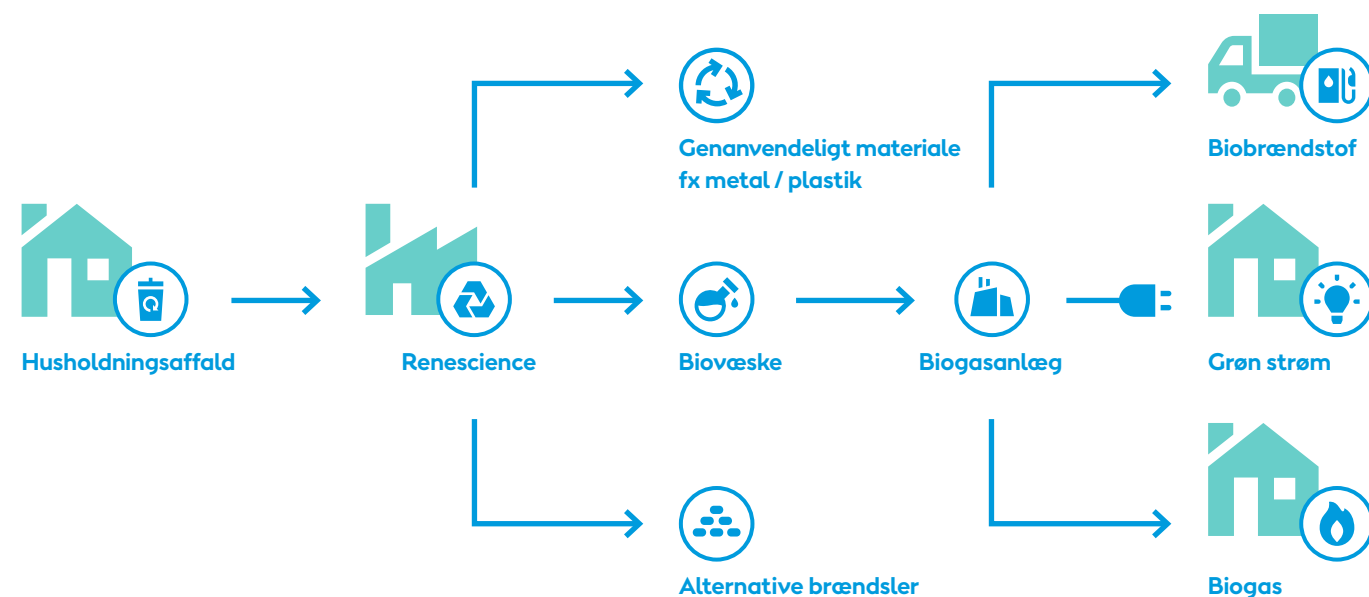 Genanvendeligt materiale
fx metal / plastik
Biobrændstof
Husholdningsaffald
Renescience
Biovæske
Biogasanlæg
Grøn strøm
Alternative brændsler
Biogas